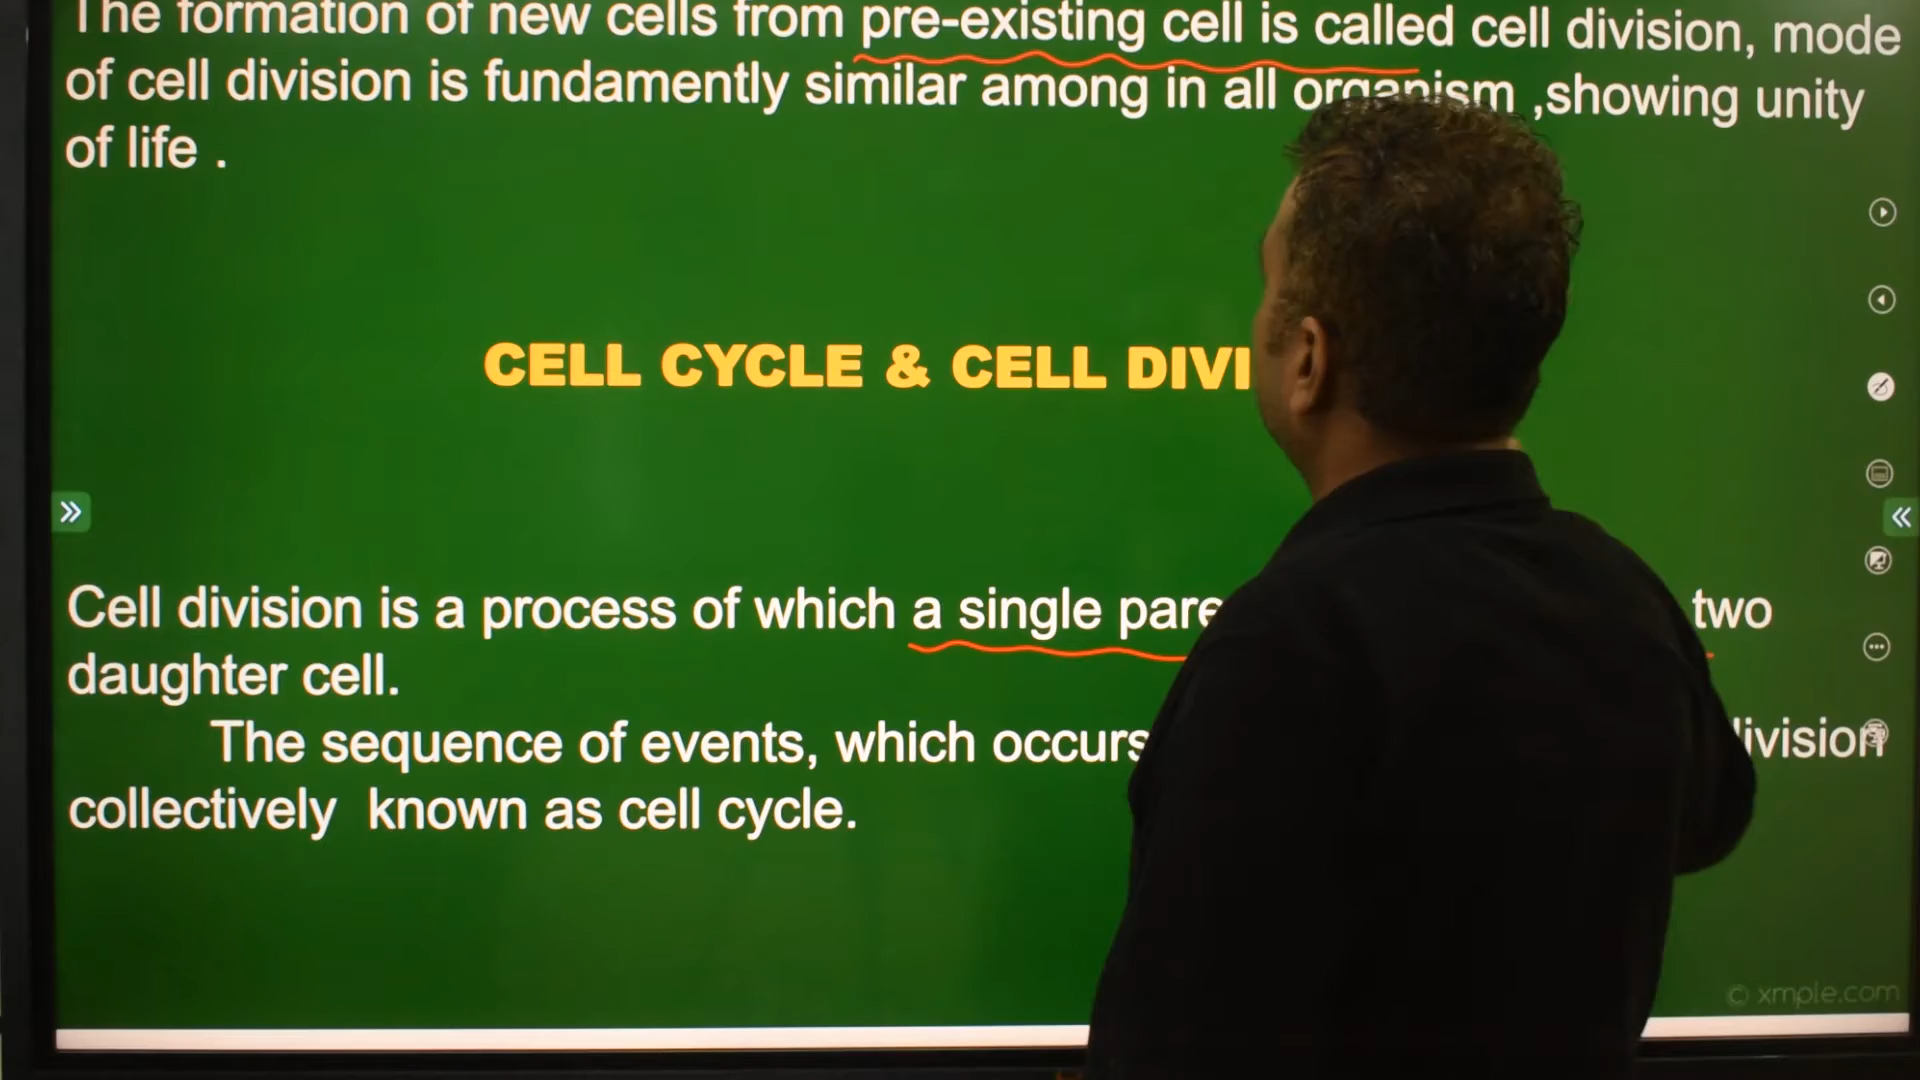 The formation of new cells from pre-existing cell is called cell division, mode
of cell division is fundamently similar among in all organism ,showing unity
of life .
CELL CYCLE & CELL DIVI
Cell division is a process of which a single pare two
daughter cell.
The sequence of events, which occurs ivision
collectively known as cell cycle.
© xmple.com